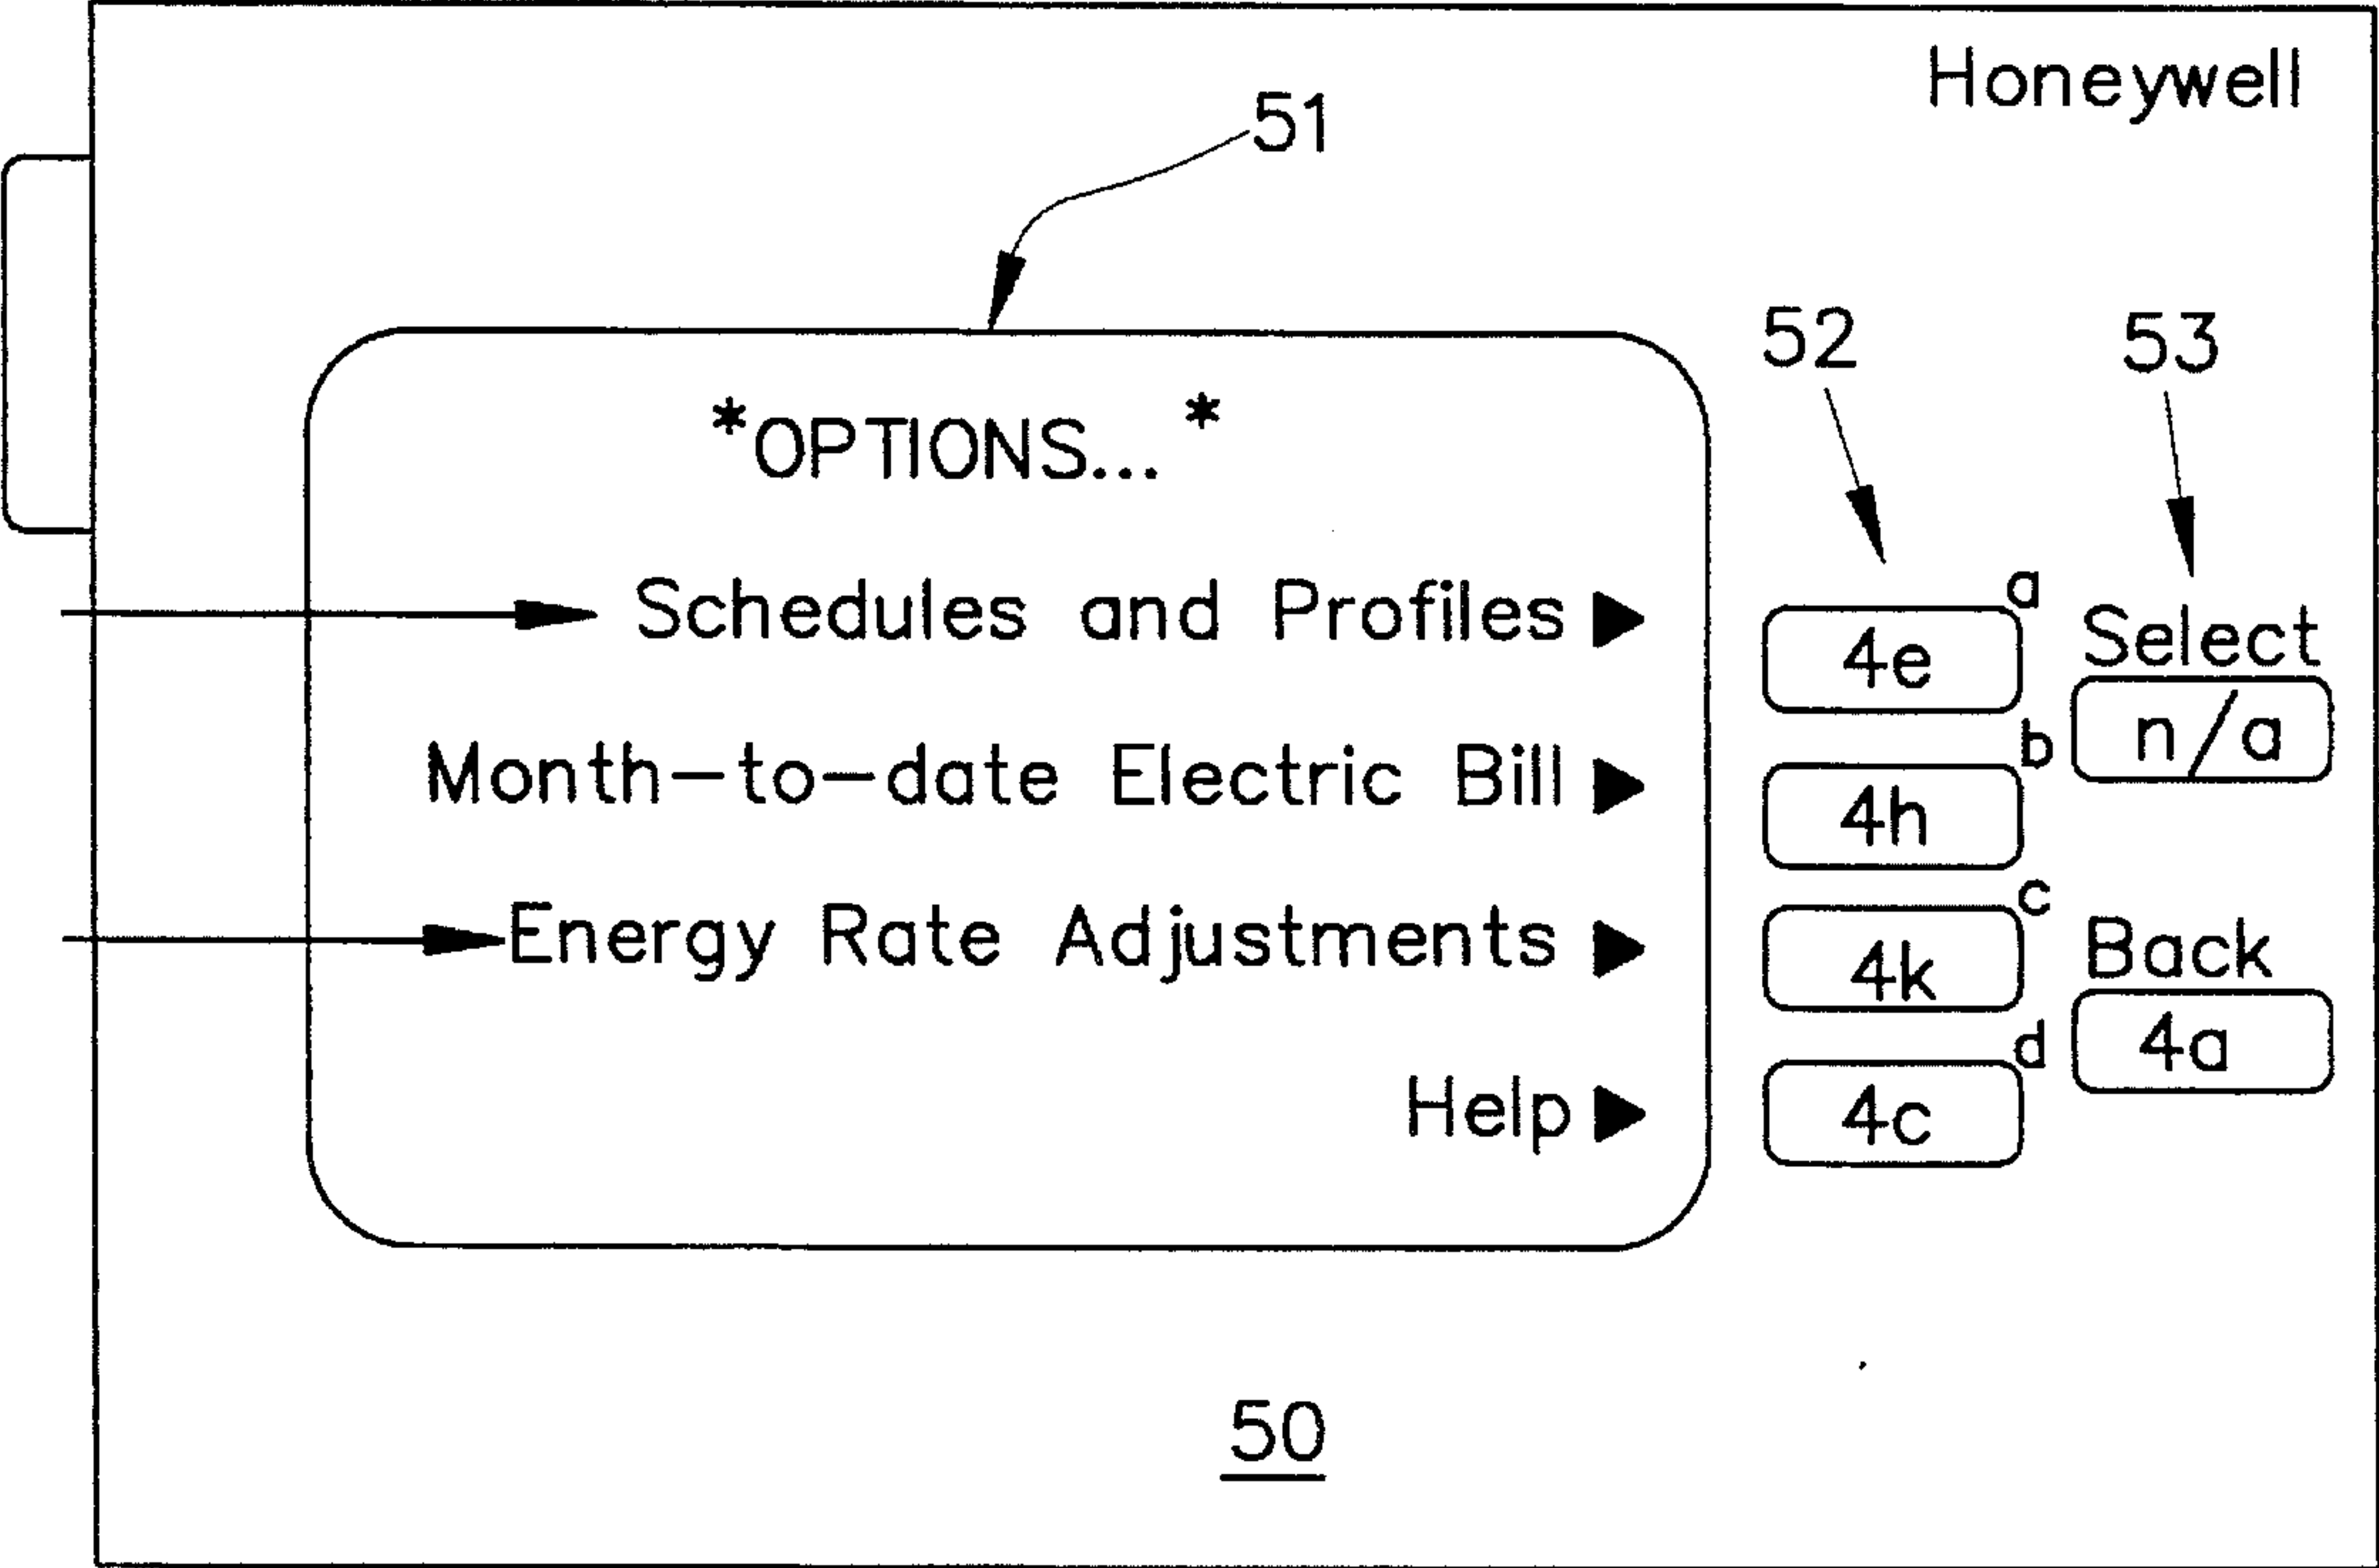 Honeywell
51
52
53
*OPTIONS... *
Schedules and Profiles ▶
a
4e
Select
n/a
Month-to-date Electric Bill ▶
b
4h
Energy Rate Adjustments ▶
c
4k
Back
4a
Help ▶
d
4c
50